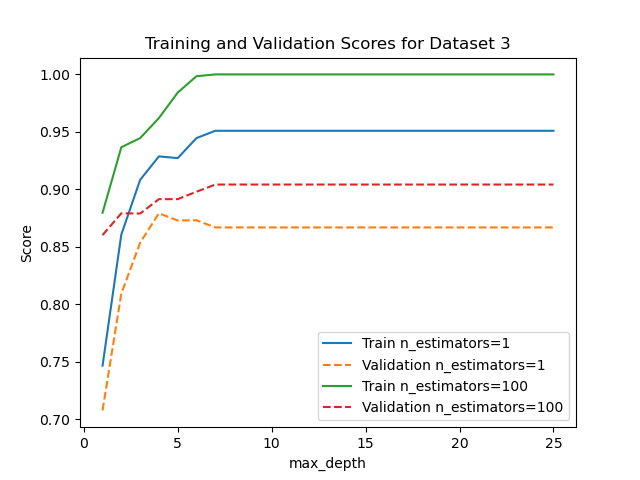 Training and Validation Scores for Dataset 3
1.00
0.95
0.90
0.85
0.80
0.75
0.70
Score
Train n_estimators=1
Validation n_estimators=1
Train n_estimators=100
Validation n_estimators=100
0 5 10 15 20 25
max_depth